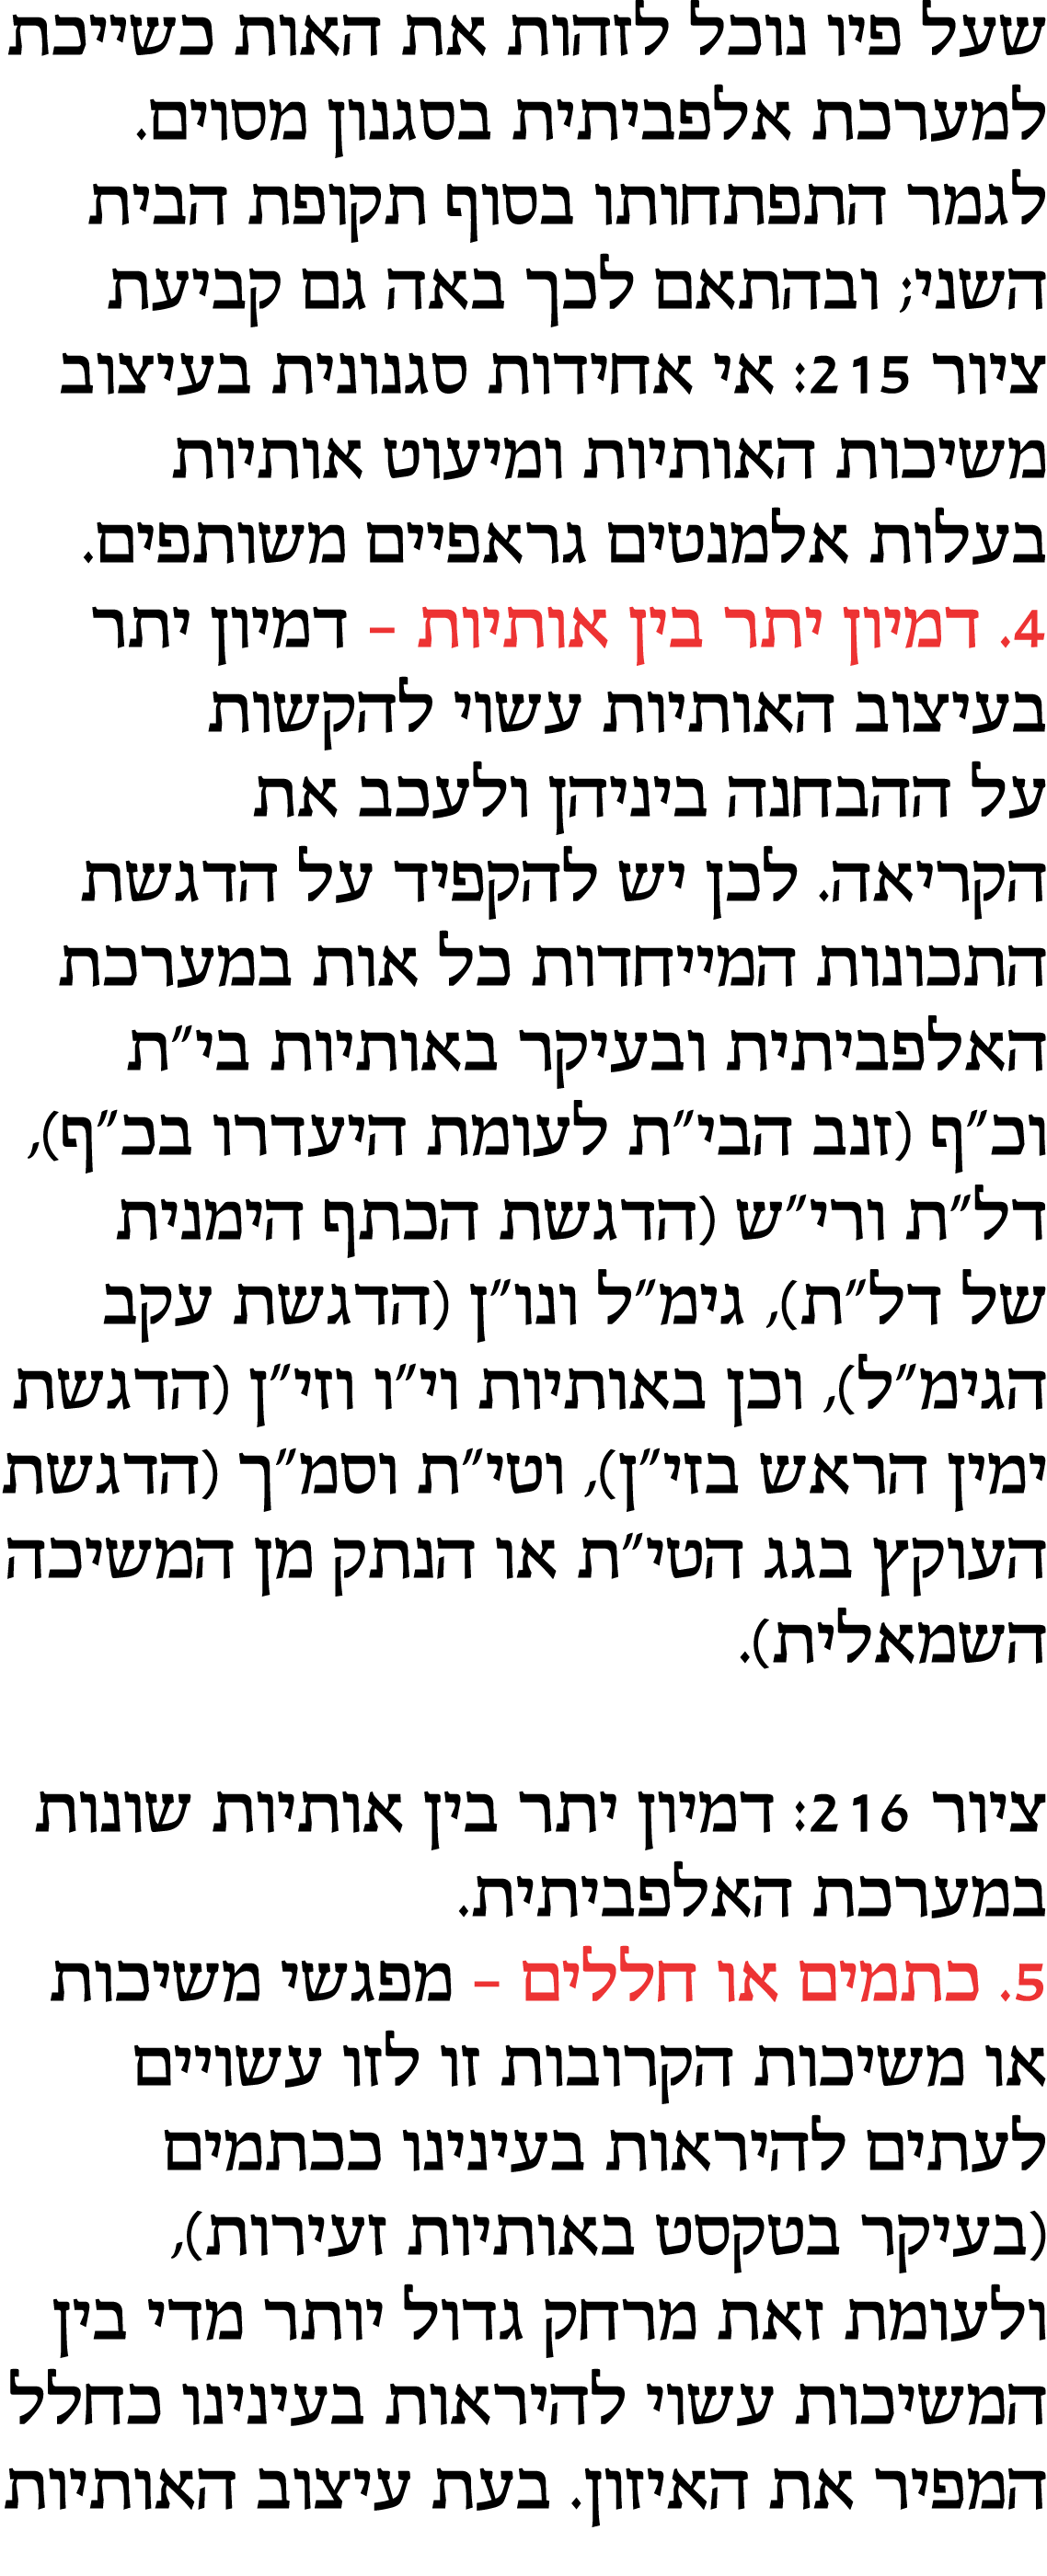 שעל פיו נוכל לזהות את האות כשייכת
למערכת אלפביתית בסגנון מסוים.
לגמר התפתחותו בסוף תקופת הבית
השני; ובהתאם לכך באה גם קביעת
ציור 215: אי אחידות סגנונית בעיצוב
משיכות האותיות ומיעוט אותיות
בעלות אלמנטים גראפיים משותפים.
4. דמיון יתר בין אותיות – דמיון יתר
בעיצוב האותיות עשוי להקשות
על ההבחנה ביניהן ולעכב את
הקריאה. לכן יש להקפיד על הדגשת
התכונות המייחדות כל אות במערכת
האלפביתית ובעיקר באותיות בי״ת
וכ״ף (זנב הבי״ת לעומת היעדרו בכ״ף),
דל״ת ורי״ש (הדגשת הכתף הימנית
של דל״ת), גימ״ל ונו״ן (הדגשת עקב
הגימ״ל), וכן באותיות וי״ו וזי״ן (הדגשת
ימין הראש בזי״ן), וטי״ת וסמ״ך (הדגשת
העוקץ בגג הטי״ת או הנתק מן המשיכה
השמאלית).
ציור 216: דמיון יתר בין אותיות שונות
במערכת האלפביתית.
5. כתמים או חללים – מפגשי משיכות
או משיכות הקרובות זו לזו עשויים
לעתים להיראות בעינינו ככתמים
(בעיקר בטקסט באותיות זעירות),
ולעומת זאת מרחק גדול יותר מדי בין
המשיכות עשוי להיראות בעינינו כחלל
המפיר את האיזון. בעת עיצוב האותיות